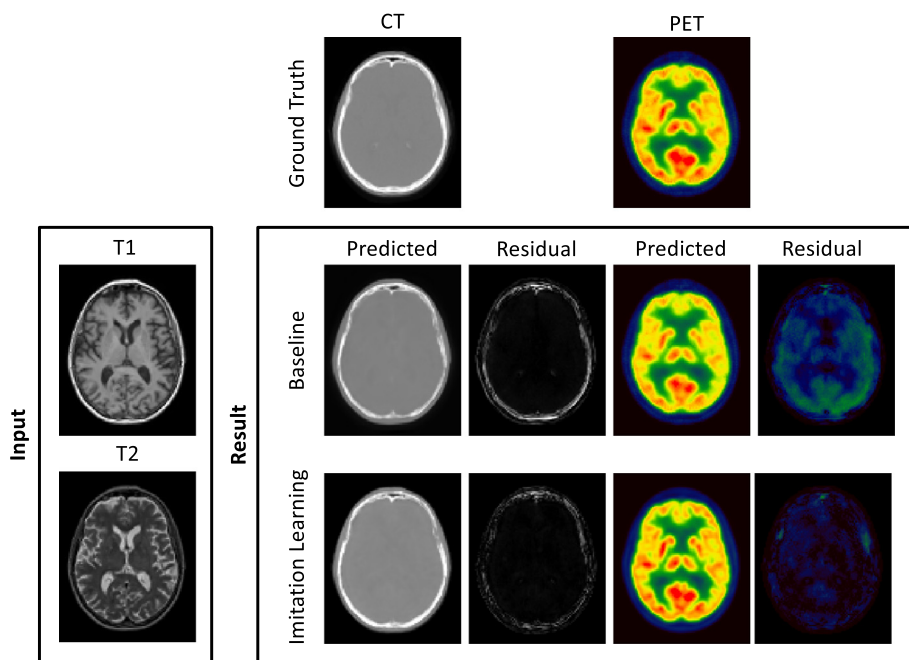 CT
PET
Ground Truth
Input
T1
T2
Result
Predicted
Residual
Predicted
Residual
Baseline
Imitation Learning